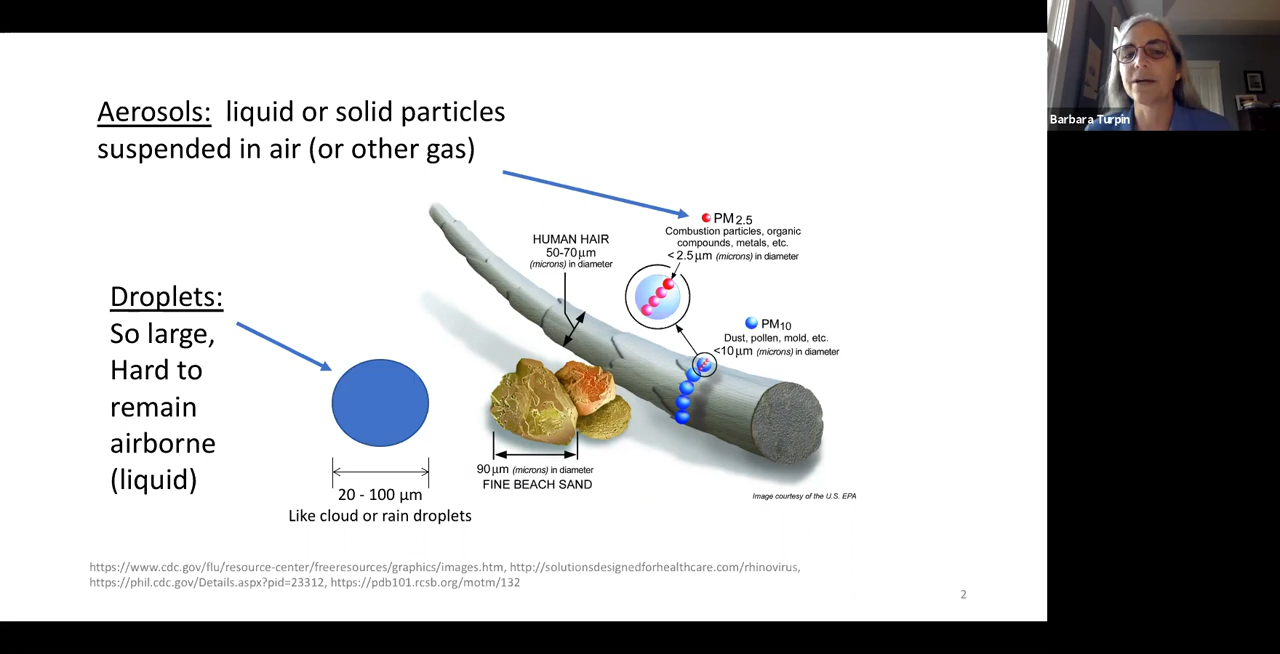 Aerosols: liquid or solid particles
suspended in air (or other gas)
Barbara Turpin
PM2.5
Combustion particles, organic
compounds, metals, etc.
< 2.5 µm (microns) in diameter
HUMAN HAIR
50-70 µm
(microns) in diameter
Droplets:
So large,
Hard to
remain
airborne
(liquid)
PM10
Dust, pollen, mold, etc.
<10 µm (microns) in diameter
90 µm (microns) in diameter
FINE BEACH SAND
20 - 100 µm
Like cloud or rain droplets
Image courtesy of the U.S. EPA
https://www.cdc.gov/flu/resource-center/freeresources/graphics/images.htm, http://solutionsdesignedforhealthcare.com/rhinovirus,
https://phil.cdc.gov/Details.aspx?pid=23312, https://pdb101.rcsb.org/motm/132
2